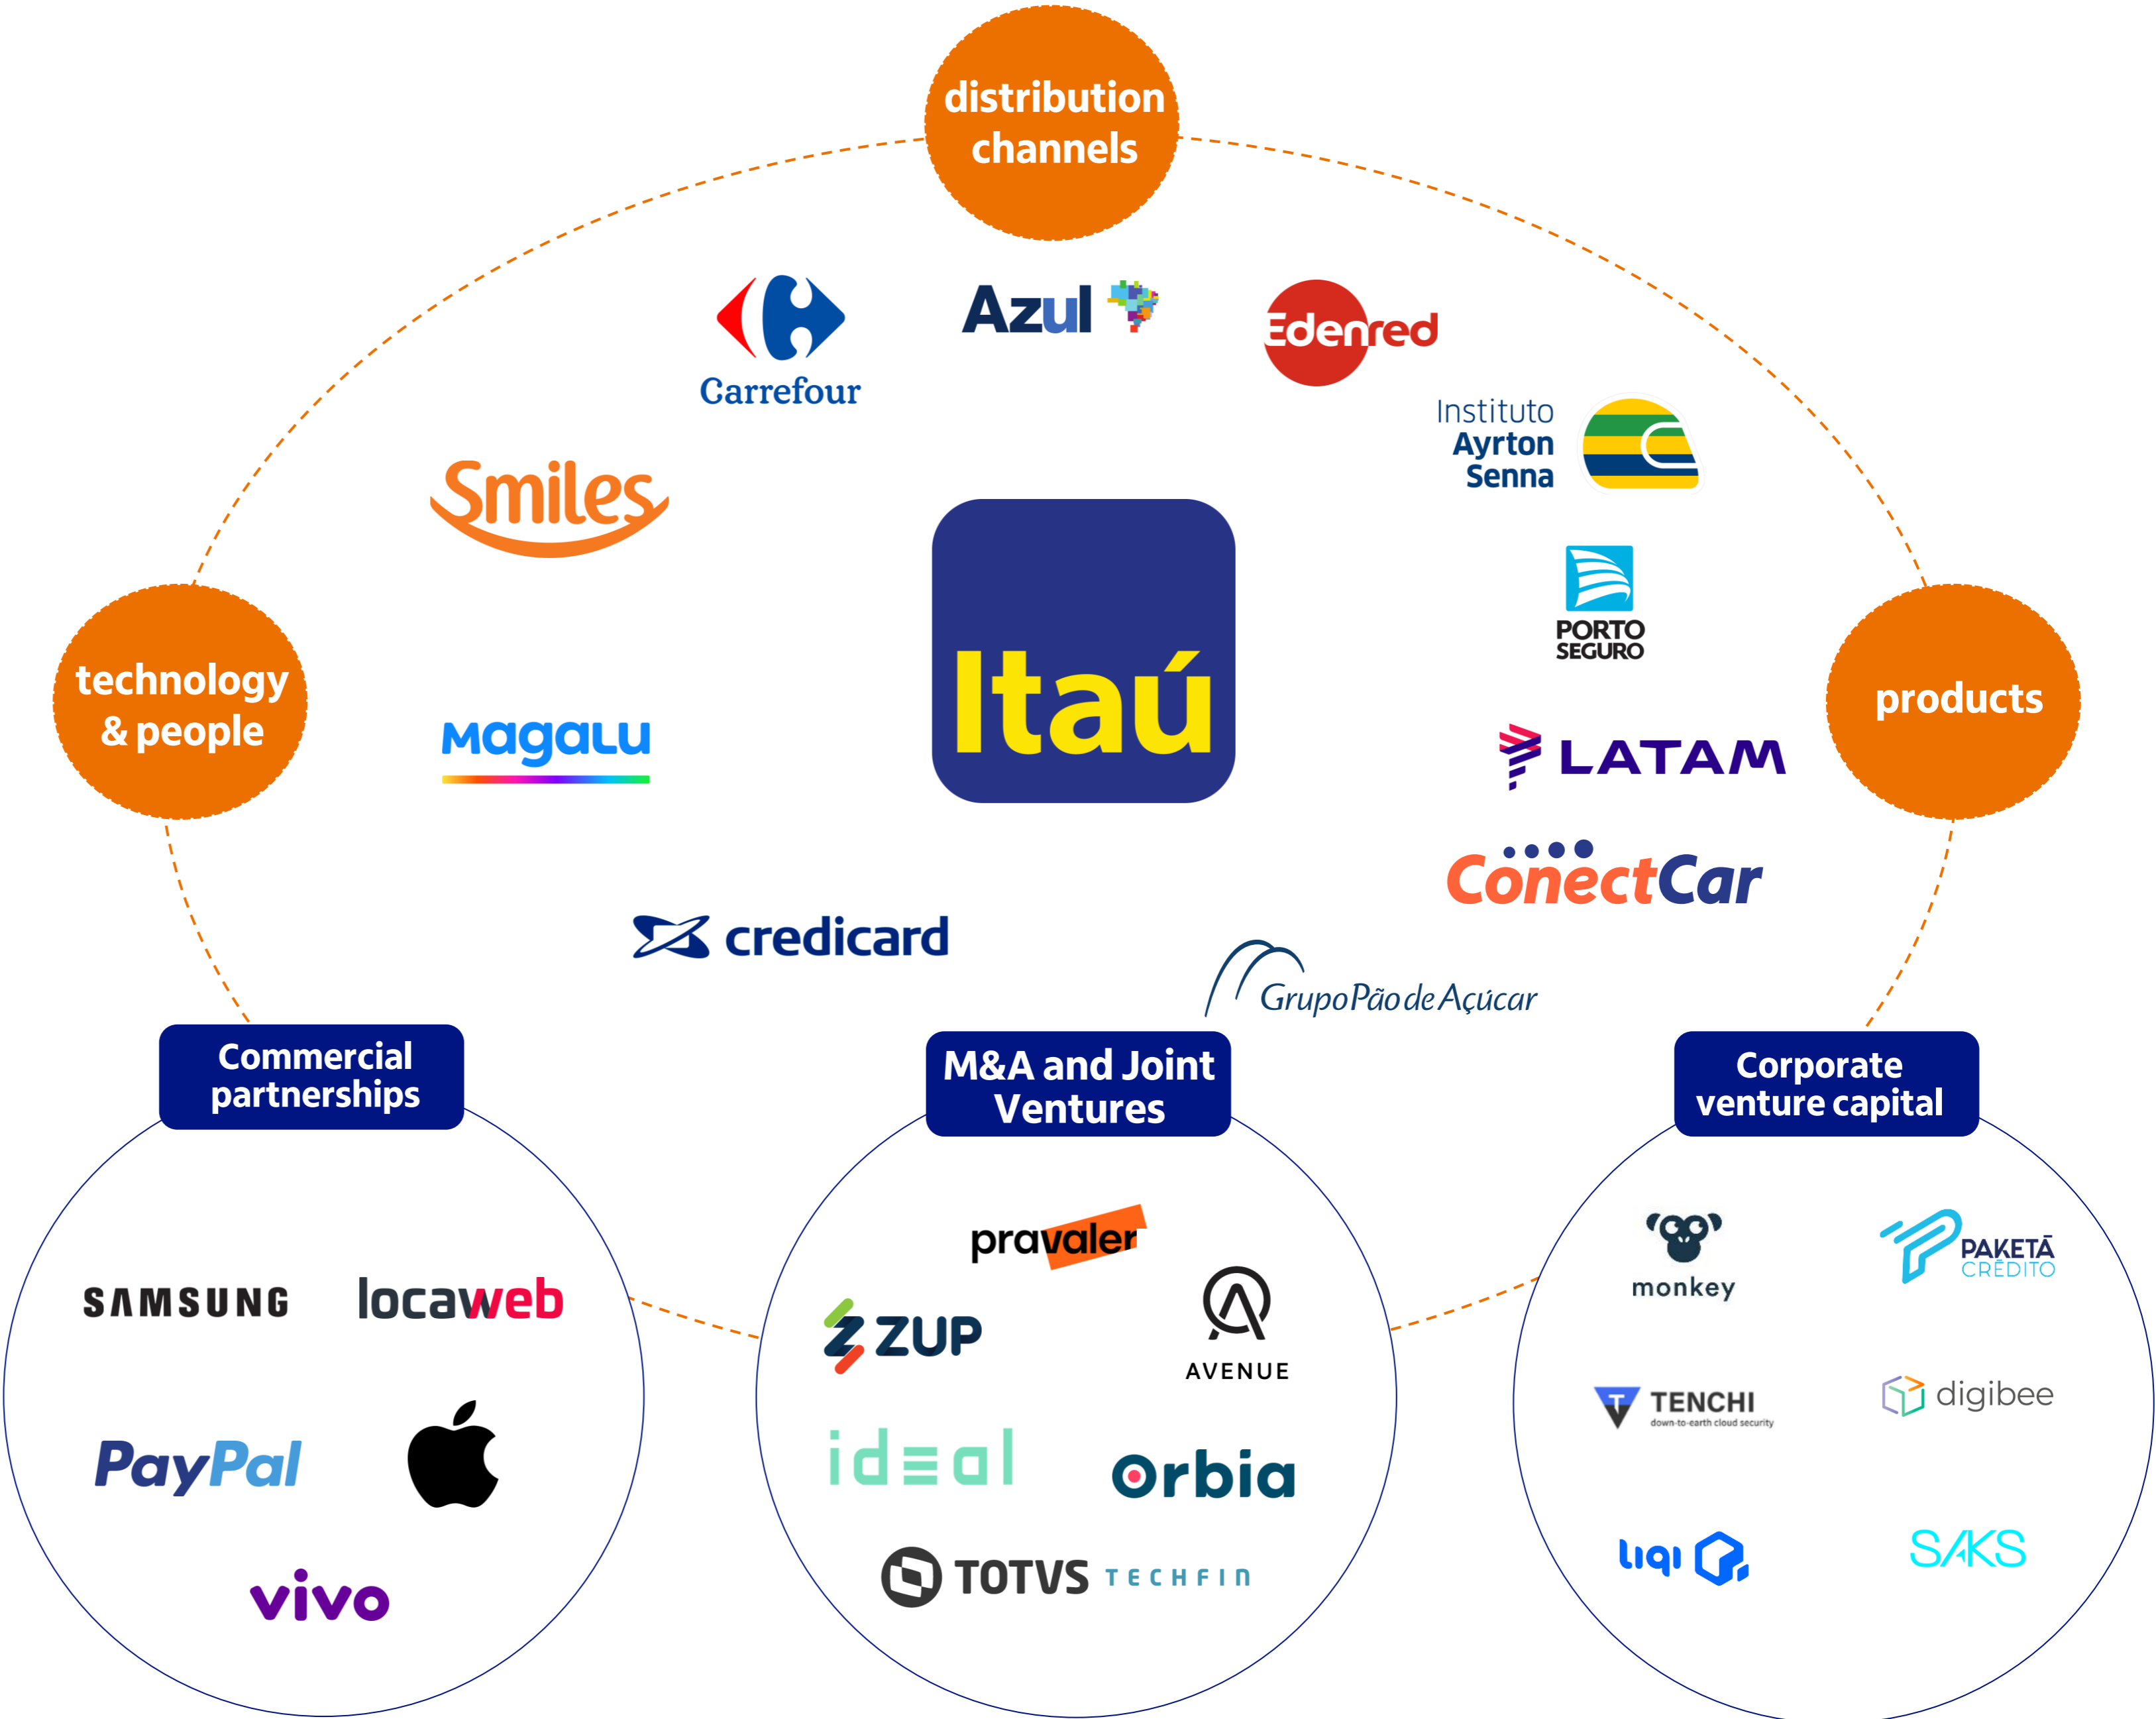 distribution
channels
Carrefour
Azul
Edenred
Instituto
Ayrton
Senna
Smiles
PORTO
SEGURO
Itaú
technology
& people
products
magalu
LATAM
ConectCar
credicard
Grupo Pão de Açúcar
Commercial
partnerships
M&A and Joint
Ventures
Corporate
venture capital
SAMSUNG
locaweb
PayPal
vivo
pravaler
ZUP
AVENUE
ideal
orbia
TOTVS TECHFIN
monkey
PAKETÁ
CRÉDITO
TENCHI
down-to-earth cloud security
digibee
liqi
SAKS